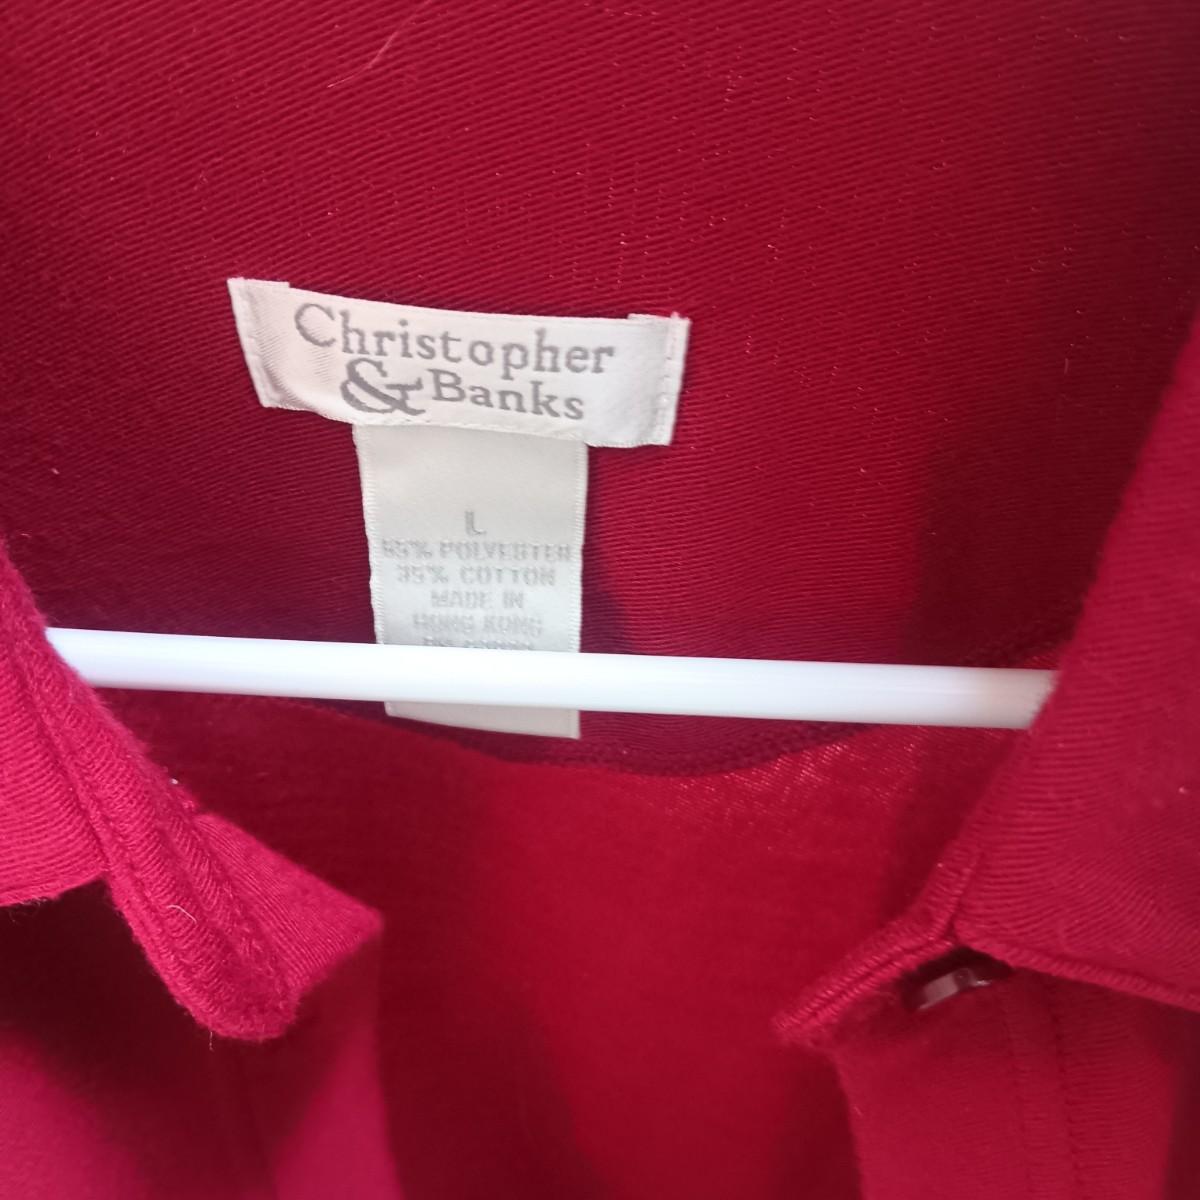 Christopher
& Banks
L
65% POLYESTER
35% COTTON
MADE IN
HONG KONG